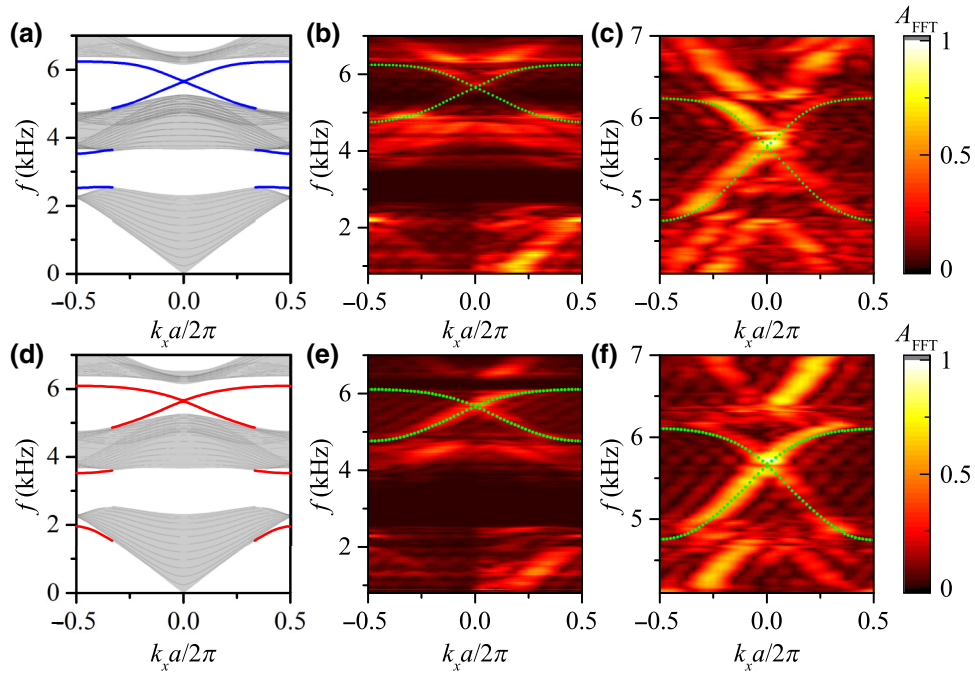 (a) (b) (c) A_FFT
6 4 2 0 f (kHz)
6 4 2 f (kHz)
7 6 5 f (kHz)
1 0.5 0
−0.5 0.0 0.5
−0.5 0.0 0.5
−0.5 0.0 0.5
k_x a/2π k_x a/2π k_x a/2π
(d) (e) (f) A_FFT
6 4 2 0 f (kHz)
6 4 2 f (kHz)
7 6 5 f (kHz)
1 0.5 0
−0.5 0.0 0.5
−0.5 0.0 0.5
−0.5 0.0 0.5
k_x a/2π k_x a/2π k_x a/2π